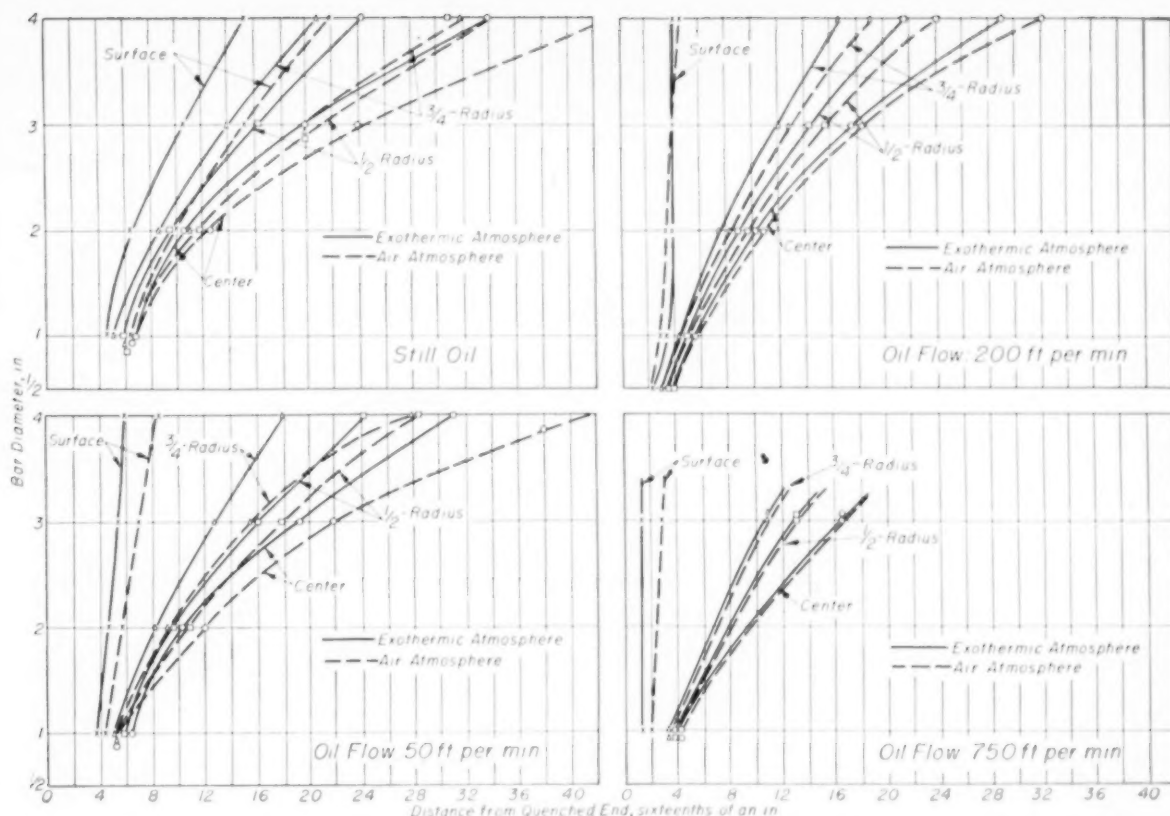 4
3
2
1
1/2
Surface
3/4-Radius
1/2 Radius
Center
Exothermic Atmosphere
Air Atmosphere
Still Oil
Surface
3/4-Radius
1/2-Radius
Center
Exothermic Atmosphere
Air Atmosphere
Oil Flow: 200 ft per min
Bar Diameter, in
4
3
2
1
1/2
Surface
3/4-Radius
1/2-Radius
Center
Exothermic Atmosphere
Air Atmosphere
Oil Flow 50 ft per min
Surface
3/4-Radius
1/2-Radius
Center
Exothermic Atmosphere
Air Atmosphere
Oil Flow 750 ft per min
0 4 8 12 16 20 24 28 32 36 40 0 4 8 12 16 20 24 28 32 36 40
Distance from Quenched End, sixteenths of an in